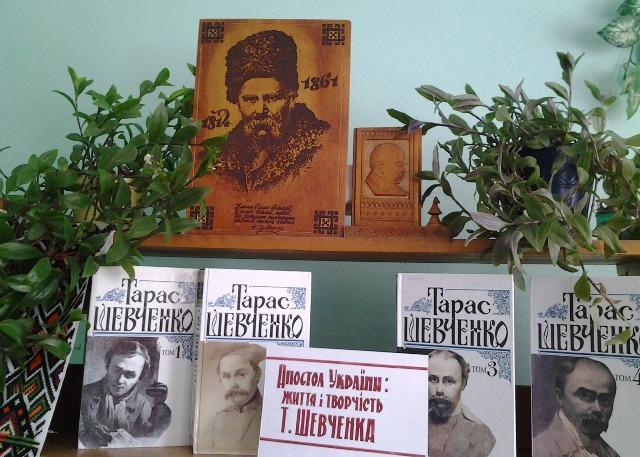 1814
1861
Тарас
Шевченко
том 1
Тарас
Шевченко
Тарас
Шевченко
том 3
Тарас
Шевченко
том 4
Апостол України:
життя і творчість
Т. Шевченка